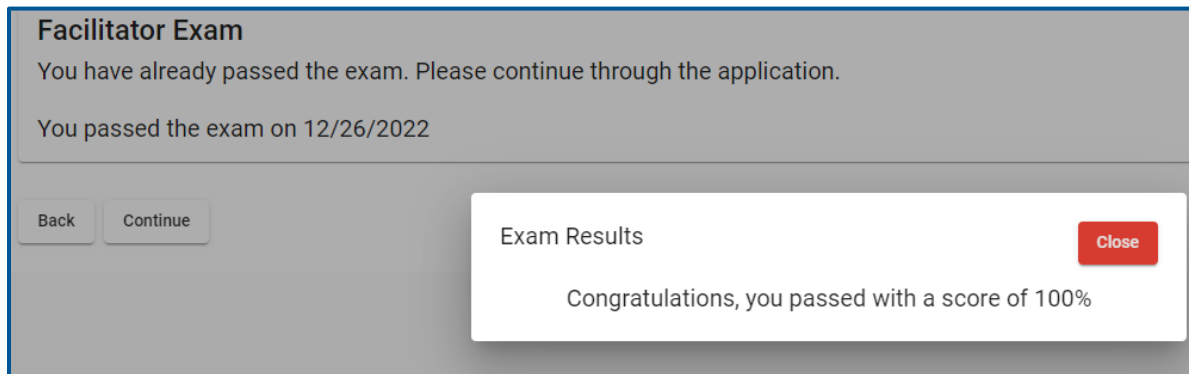 Facilitator Exam
You have already passed the exam. Please continue through the application.
You passed the exam on 12/26/2022
Back
Continue
Exam Results
Close
Congratulations, you passed with a score of 100%